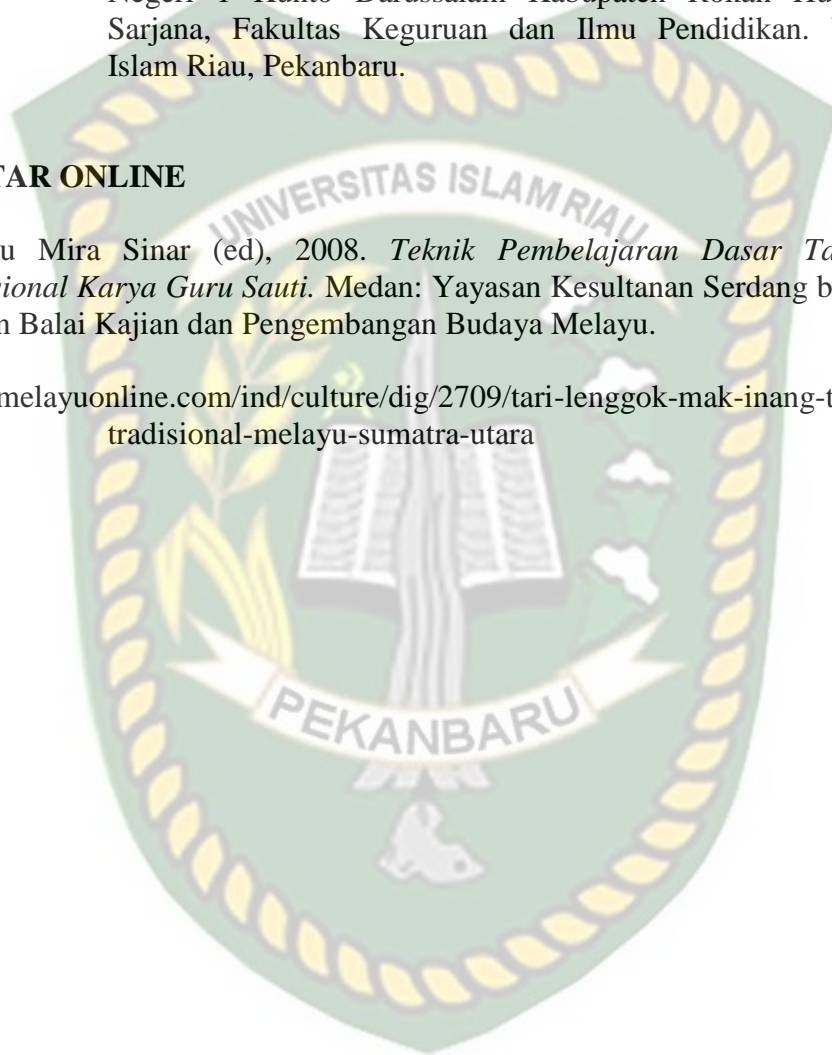 Negeri 1 Kunto Darussalam Kabupaten Rokan Hu
Sarjana, Fakultas Keguruan dan Ilmu Pendidikan.
Islam Riau, Pekanbaru.
TAR ONLINE
u Mira Sinar (ed), 2008. Teknik Pembelajaran Dasar Ta
sional Karya Guru Sauti. Medan: Yayasan Kesultanan Serdang b
n Balai Kajian dan Pengembangan Budaya Melayu.
melayuonline.com/ind/culture/dig/2709/tari-lenggok-mak-inang-t
tradisional-melayu-sumatra-utara
UNIVERSITAS ISLAM RIAU
PEKANBARU